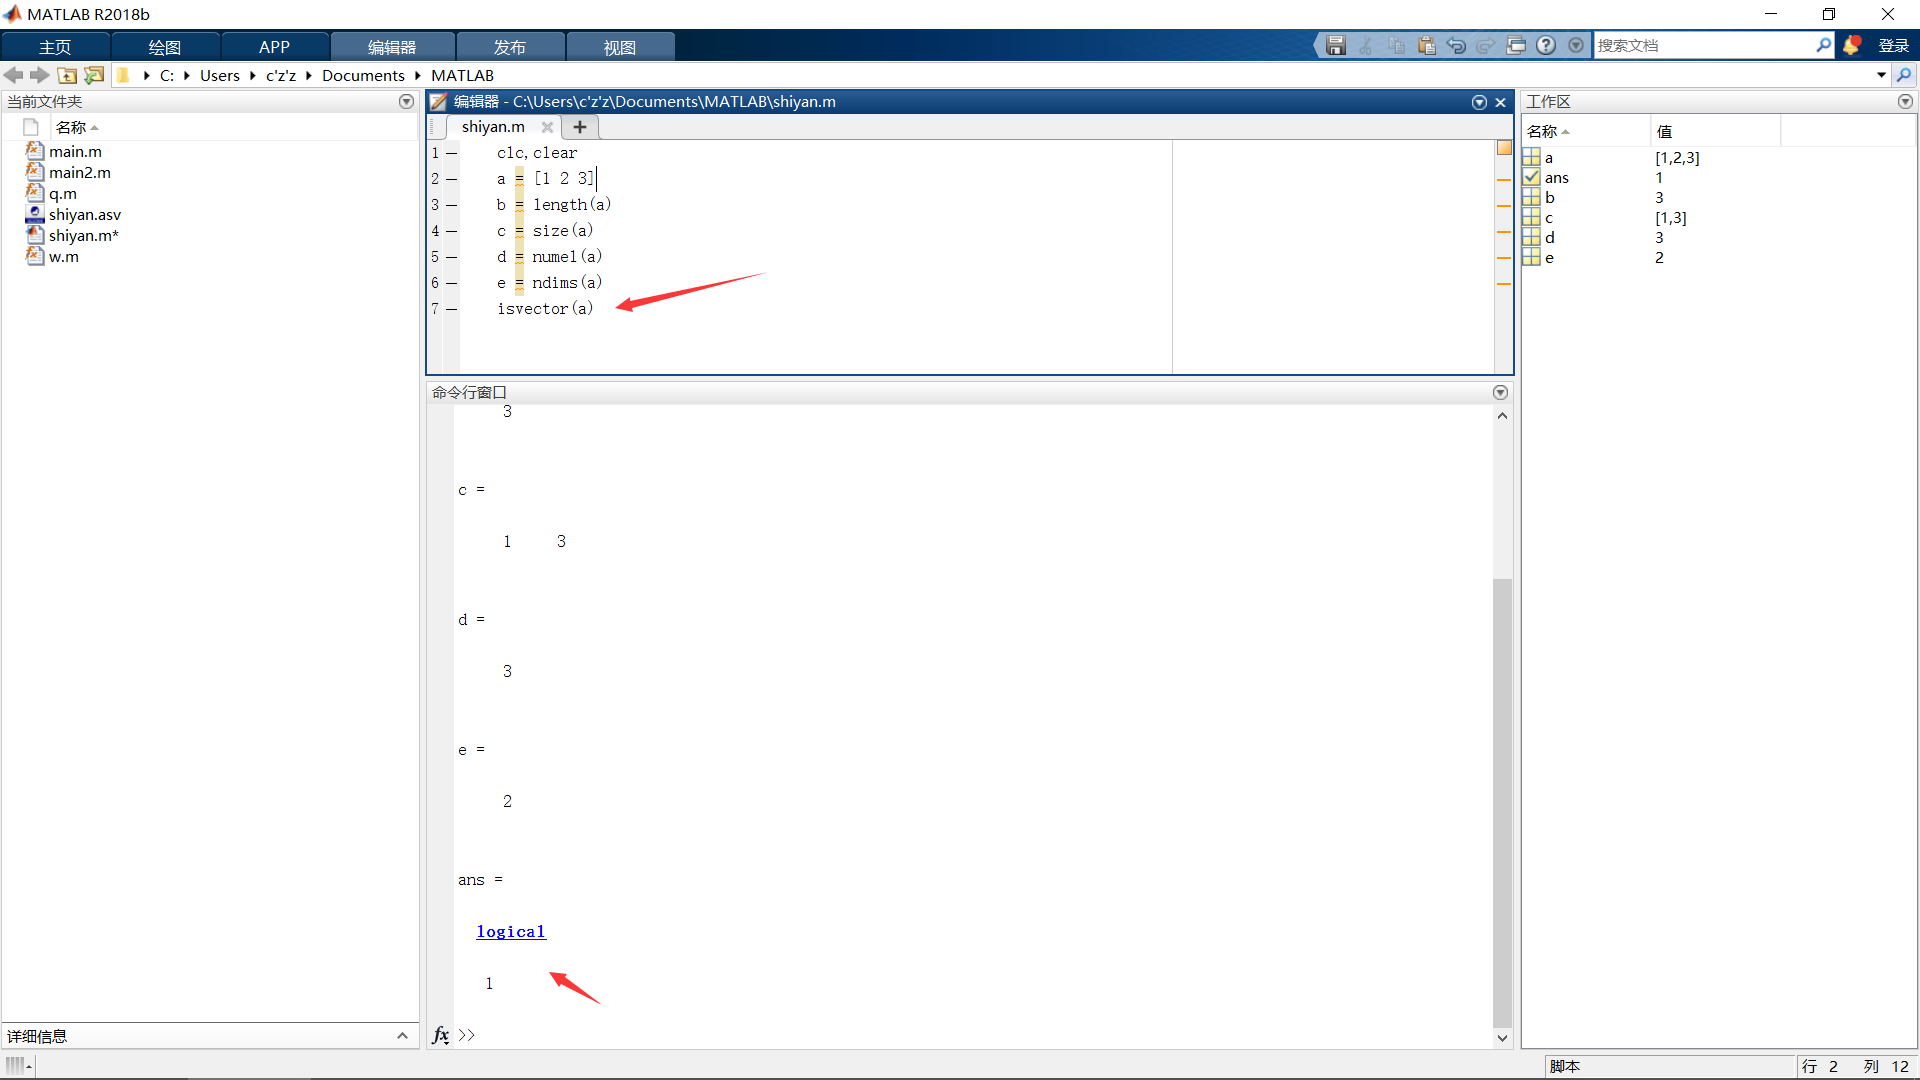 MATLAB R2018b
主页 绘图 APP 编辑器 发布 视图 搜索文档 登录
C: Users c'z'z Documents MATLAB
当前文件夹
名称
main.m
main2.m
q.m
shiyan.asv
shiyan.m*
w.m
详细信息
编辑器 - C:\Users\c'z'z\Documents\MATLAB\shiyan.m
shiyan.m
1 clc,clear
2 a = [1 2 3]
3 b = length(a)
4 c = size(a)
5 d = numel(a)
6 e = ndims(a)
7 isvector(a)
命令行窗口
3
c =
1 3
d =
3
e =
2
ans =
logical
1
fx >>
工作区
名称 值
a [1,2,3]
ans 1
b 3
c [1,3]
d 3
e 2
脚本 行 2 列 12